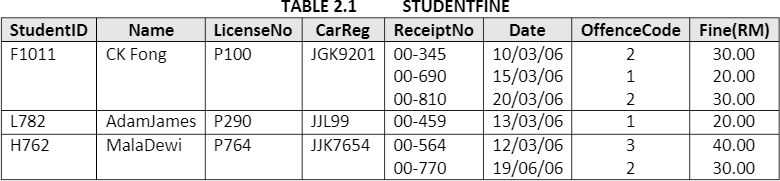 TABLE 2.1 STUDENTFINE
StudentID Name LicenseNo CarReg ReceiptNo Date OffenceCode Fine(RM)
F1011 CK Fong P100 JGK9201 00-345 10/03/06 2 30.00
00-690 15/03/06 1 20.00
00-810 20/03/06 2 30.00
L782 AdamJames P290 JJL99 00-459 13/03/06 1 20.00
H762 MalaDewi P764 JJK7654 00-564 12/03/06 3 40.00
00-770 19/06/06 2 30.00